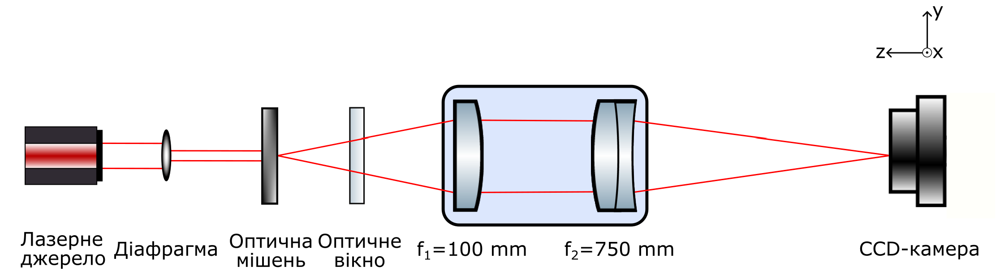 y
z
x
Лазерне
джерело
Діафрагма
Оптична
мішень
Оптичне
вікно
f₁=100 mm
f₂=750 mm
CCD-камера